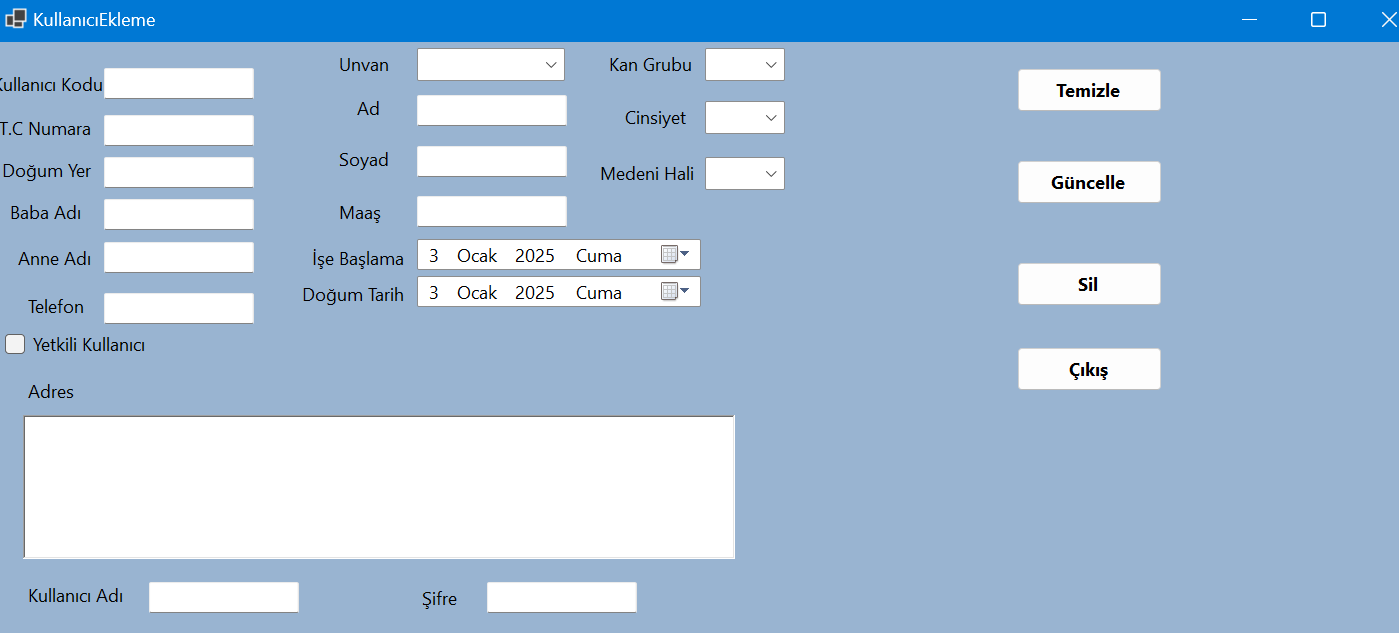 KullanıcıEkleme
Kullanıcı Kodu
T.C Numara
Doğum Yer
Baba Adı
Anne Adı
Telefon
Yetkili Kullanıcı
Unvan
Ad
Soyad
Maaş
İşe Başlama 3 Ocak 2025 Cuma
Doğum Tarih 3 Ocak 2025 Cuma
Kan Grubu
Cinsiyet
Medeni Hali
Temizle
Güncelle
Sil
Çıkış
Adres
Kullanıcı Adı
Şifre